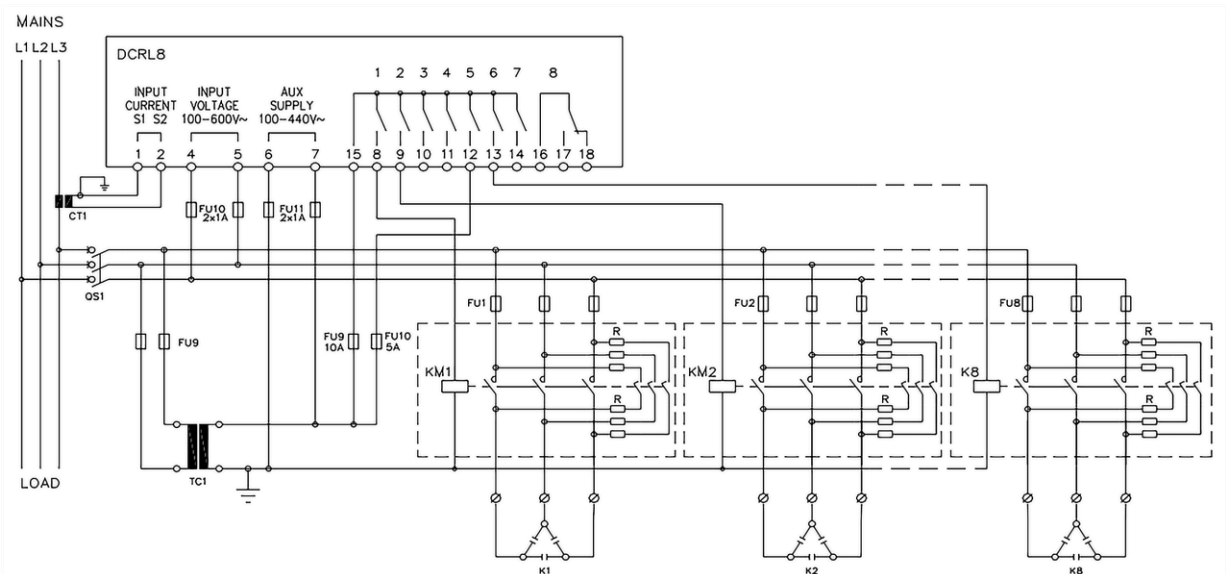 MAINS
L1 L2 L3
DCRL8
1 2 3 4 5 6 7 8
INPUT CURRENT
S1 S2
INPUT VOLTAGE
100-600V~
AUX SUPPLY
100-440V~
1 2 4 5 6 7 15 8 9 10 11 12 13 14 16 17 18
CT1
FU10
2x1A
FU11
2x1A
QS1
FU1
FU2
FU8
FU9
FU9
10A
FU10
5A
R
R
R
KM1
KM2
K8
R
R
R
LOAD
TC1
K1
K2
K8